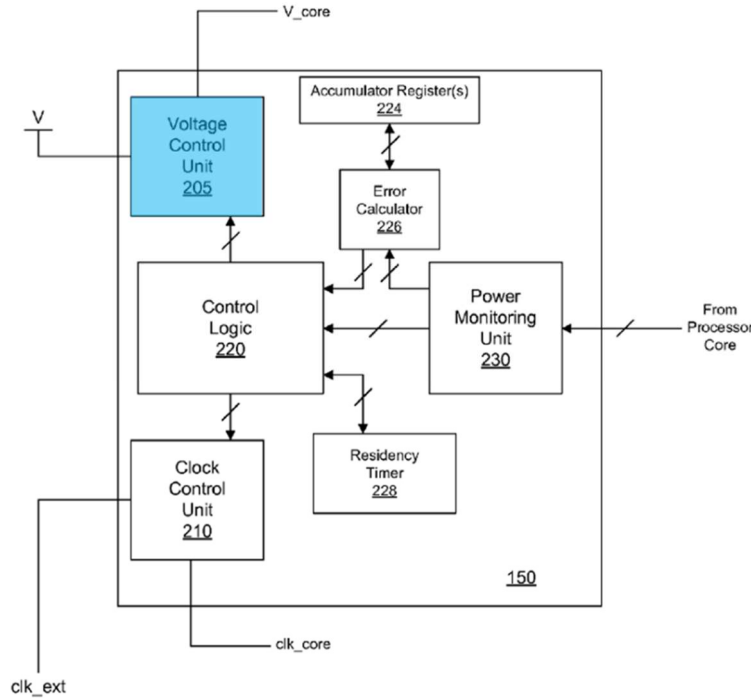 V_core
V
Voltage
Control
Unit
205
Accumulator Register(s)
224
Error
Calculator
226
Control
Logic
220
Power
Monitoring
Unit
230
From
Processor
Core
Clock
Control
Unit
210
Residency
Timer
228
150
clk_core
clk_ext